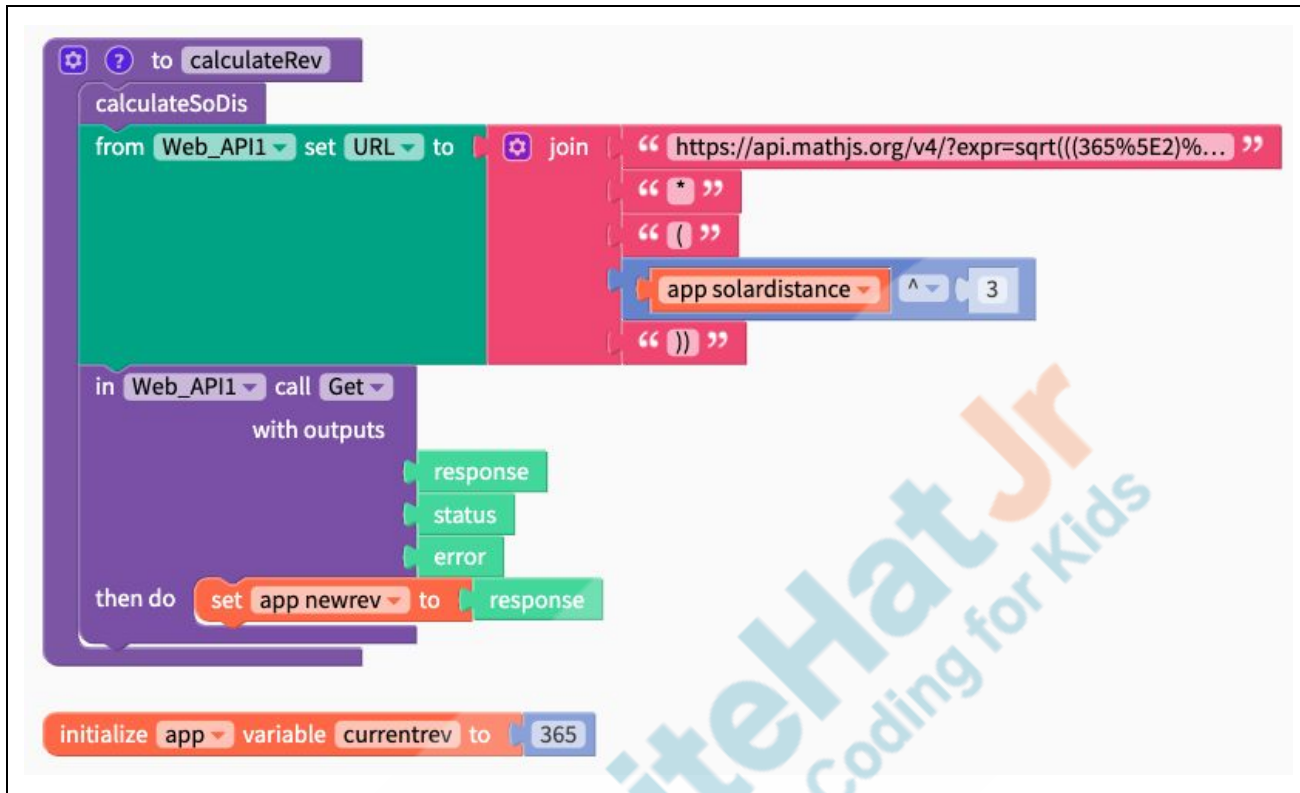 ? to calculateRev
calculateSoDis
from Web_API1 set URL to join “ https://api.mathjs.org/v4/?expr=sqrt(((365%5E2)%... ”
“ * ”
“ ( ”
app solardistance ^ 3
“ )) ”
in Web_API1 call Get
with outputs
response
status
error
then do set app newrev to response
initialize app variable currentrev to 365
iteHat Jr
Coding for Kids